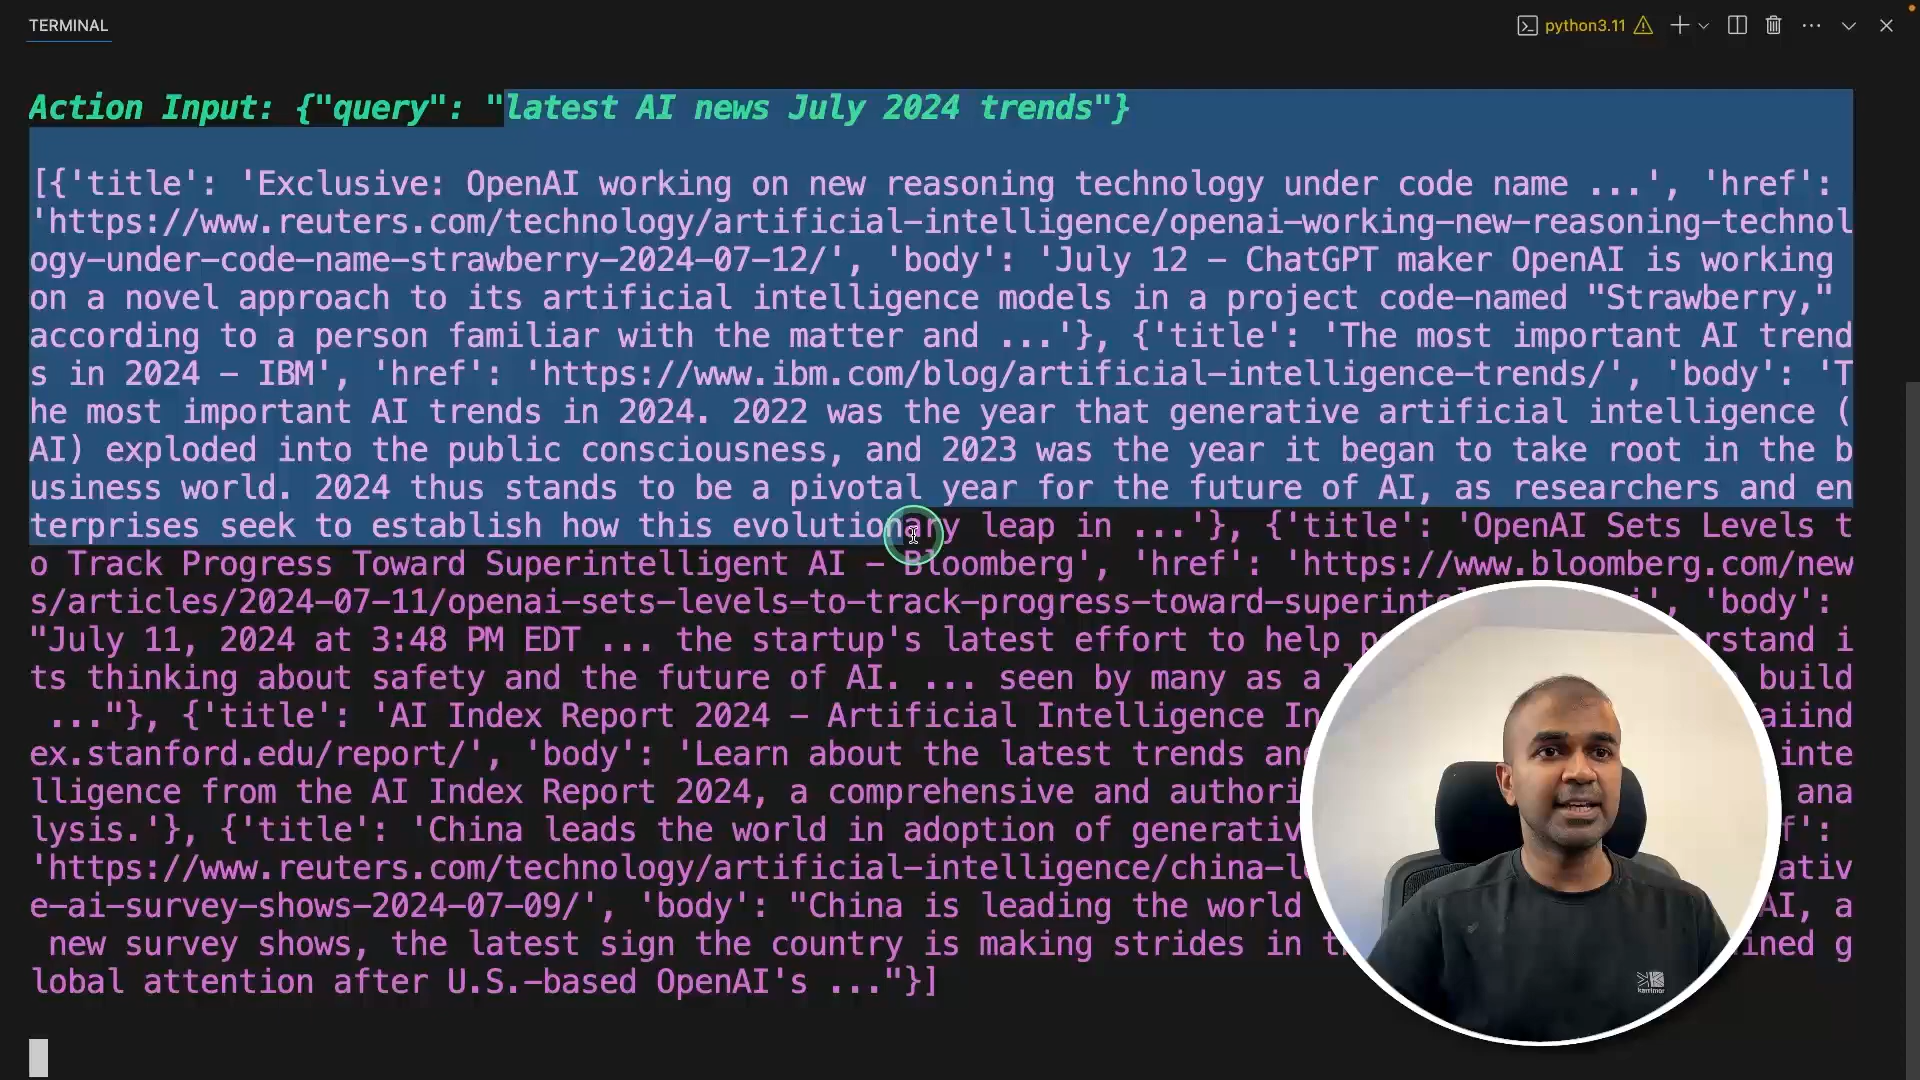 TERMINAL
python3.11
Action Input: {"query": "latest AI news July 2024 trends"}
[{'title': 'Exclusive: OpenAI working on new reasoning technology under code name ...', 'href':
'https://www.reuters.com/technology/artificial-intelligence/openai-working-new-reasoning-technol
ogy-under-code-name-strawberry-2024-07-12/', 'body': 'July 12 — ChatGPT maker OpenAI is working
on a novel approach to its artificial intelligence models in a project code-named "Strawberry,"
according to a person familiar with the matter and ...'}, {'title': 'The most important AI trend
s in 2024 — IBM', 'href': 'https://www.ibm.com/blog/artificial-intelligence-trends/', 'body': 'T
he most important AI trends in 2024. 2022 was the year that generative artificial intelligence (
AI) exploded into the public consciousness, and 2023 was the year it began to take root in the b
usiness world. 2024 thus stands to be a pivotal year for the future of AI, as researchers and en
terprises seek to establish how this evolutionary leap in ...'}, {'title': 'OpenAI Sets Levels t
o Track Progress Toward Superintelligent AI — Bloomberg', 'href': 'https://www.bloomberg.com/new
s/articles/2024-07-11/openai-sets-levels-to-track-progress-toward-superint ', 'body':
"July 11, 2024 at 3:48 PM EDT ... the startup's latest effort to help p rstand i
ts thinking about safety and the future of AI. ... seen by many as a build
..."}, {'title': 'AI Index Report 2024 — Artificial Intelligence In aiind
ex.stanford.edu/report/', 'body': 'Learn about the latest trends an inte
lligence from the AI Index Report 2024, a comprehensive and authori ana
lysis.'}, {'title': 'China leads the world in adoption of generativ f':
'https://www.reuters.com/technology/artificial-intelligence/china-l ativ
e-ai-survey-shows-2024-07-09/', 'body': "China is leading the world AI, a
new survey shows, the latest sign the country is making strides in t ined g
lobal attention after U.S.-based OpenAI's ..."}]
karrimor